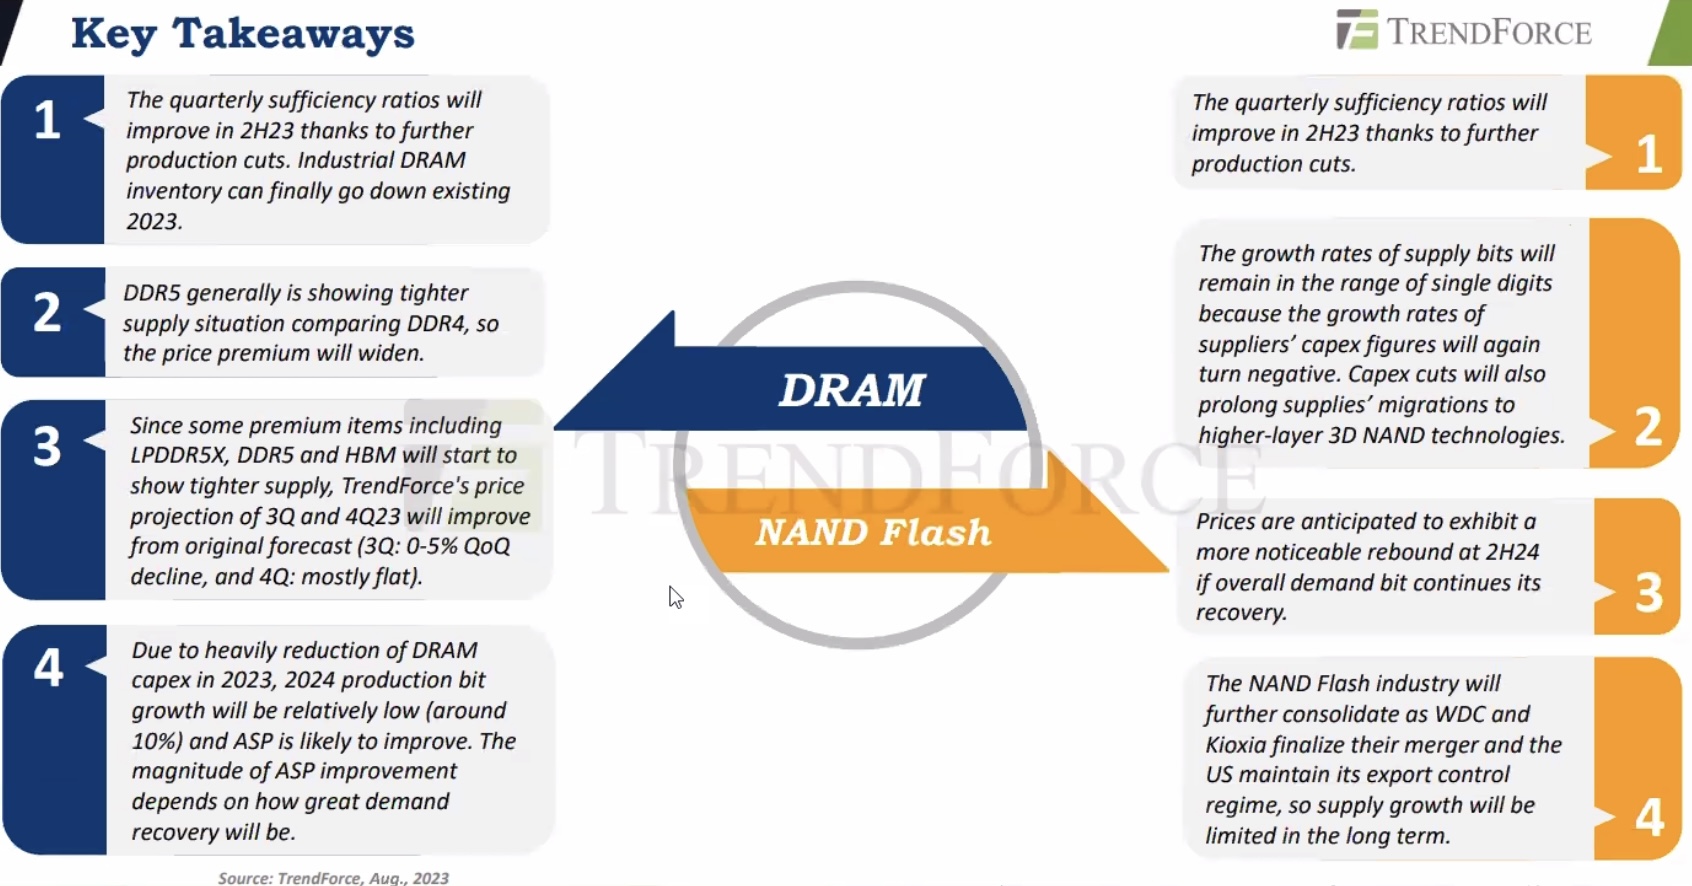 Key Takeaways
TRENDFORCE
1
The quarterly sufficiency ratios will
improve in 2H23 thanks to further
production cuts. Industrial DRAM
inventory can finally go down existing
2023.
2
DDR5 generally is showing tighter
supply situation comparing DDR4, so
the price premium will widen.
3
Since some premium items including
LPDDR5X, DDR5 and HBM will start to
show tighter supply, TrendForce's price
projection of 3Q and 4Q23 will improve
from original forecast (3Q: 0-5% QoQ
decline, and 4Q: mostly flat).
4
Due to heavily reduction of DRAM
capex in 2023, 2024 production bit
growth will be relatively low (around
10%) and ASP is likely to improve. The
magnitude of ASP improvement
depends on how great demand
recovery will be.
DRAM
TRENDFORCE
NAND Flash
The quarterly sufficiency ratios will
improve in 2H23 thanks to further
production cuts.
1
The growth rates of supply bits will
remain in the range of single digits
because the growth rates of
suppliers’ capex figures will again
turn negative. Capex cuts will also
prolong supplies’ migrations to
higher-layer 3D NAND technologies.
2
Prices are anticipated to exhibit a
more noticeable rebound at 2H24
if overall demand bit continues its
recovery.
3
The NAND Flash industry will
further consolidate as WDC and
Kioxia finalize their merger and the
US maintain its export control
regime, so supply growth will be
limited in the long term.
4
Source: TrendForce, Aug., 2023